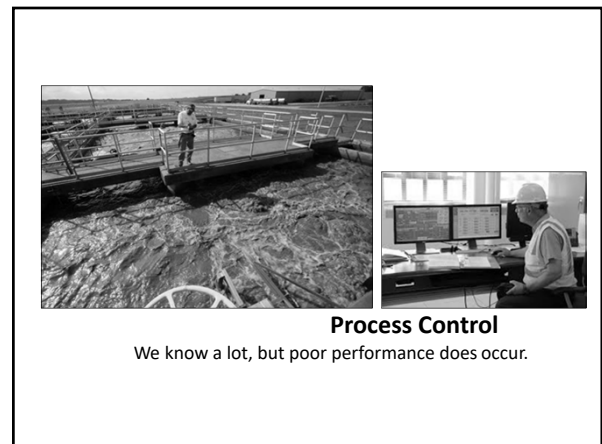 Process Control
We know a lot, but poor performance does occur.